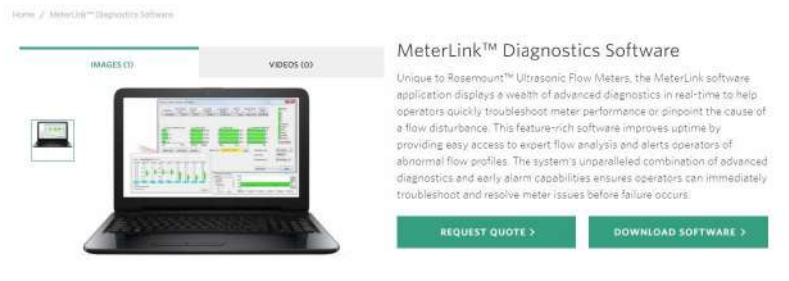 Home / MeterLink™ Diagnostics Software
IMAGES (1)
VIDEOS (0)
MeterLink™ Diagnostics Software
Unique to Rosemount™ Ultrasonic Flow Meters, the MeterLink software
application displays a wealth of advanced diagnostics in real-time to help
operators quickly troubleshoot meter performance or pinpoint the cause of
a flow disturbance. This feature-rich software improves uptime by
providing easy access to expert flow analysis and alerts operators of
abnormal flow profiles. The system's unparalleled combination of advanced
diagnostics and early alarm capabilities ensures operators can immediately
troubleshoot and resolve meter issues before failure occurs.
REQUEST QUOTE >
DOWNLOAD SOFTWARE >